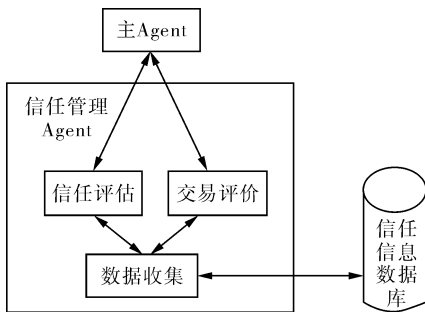 主Agent
信任管理
Agent
信任评估
交易评价
数据收集
信任
信息
数据
库